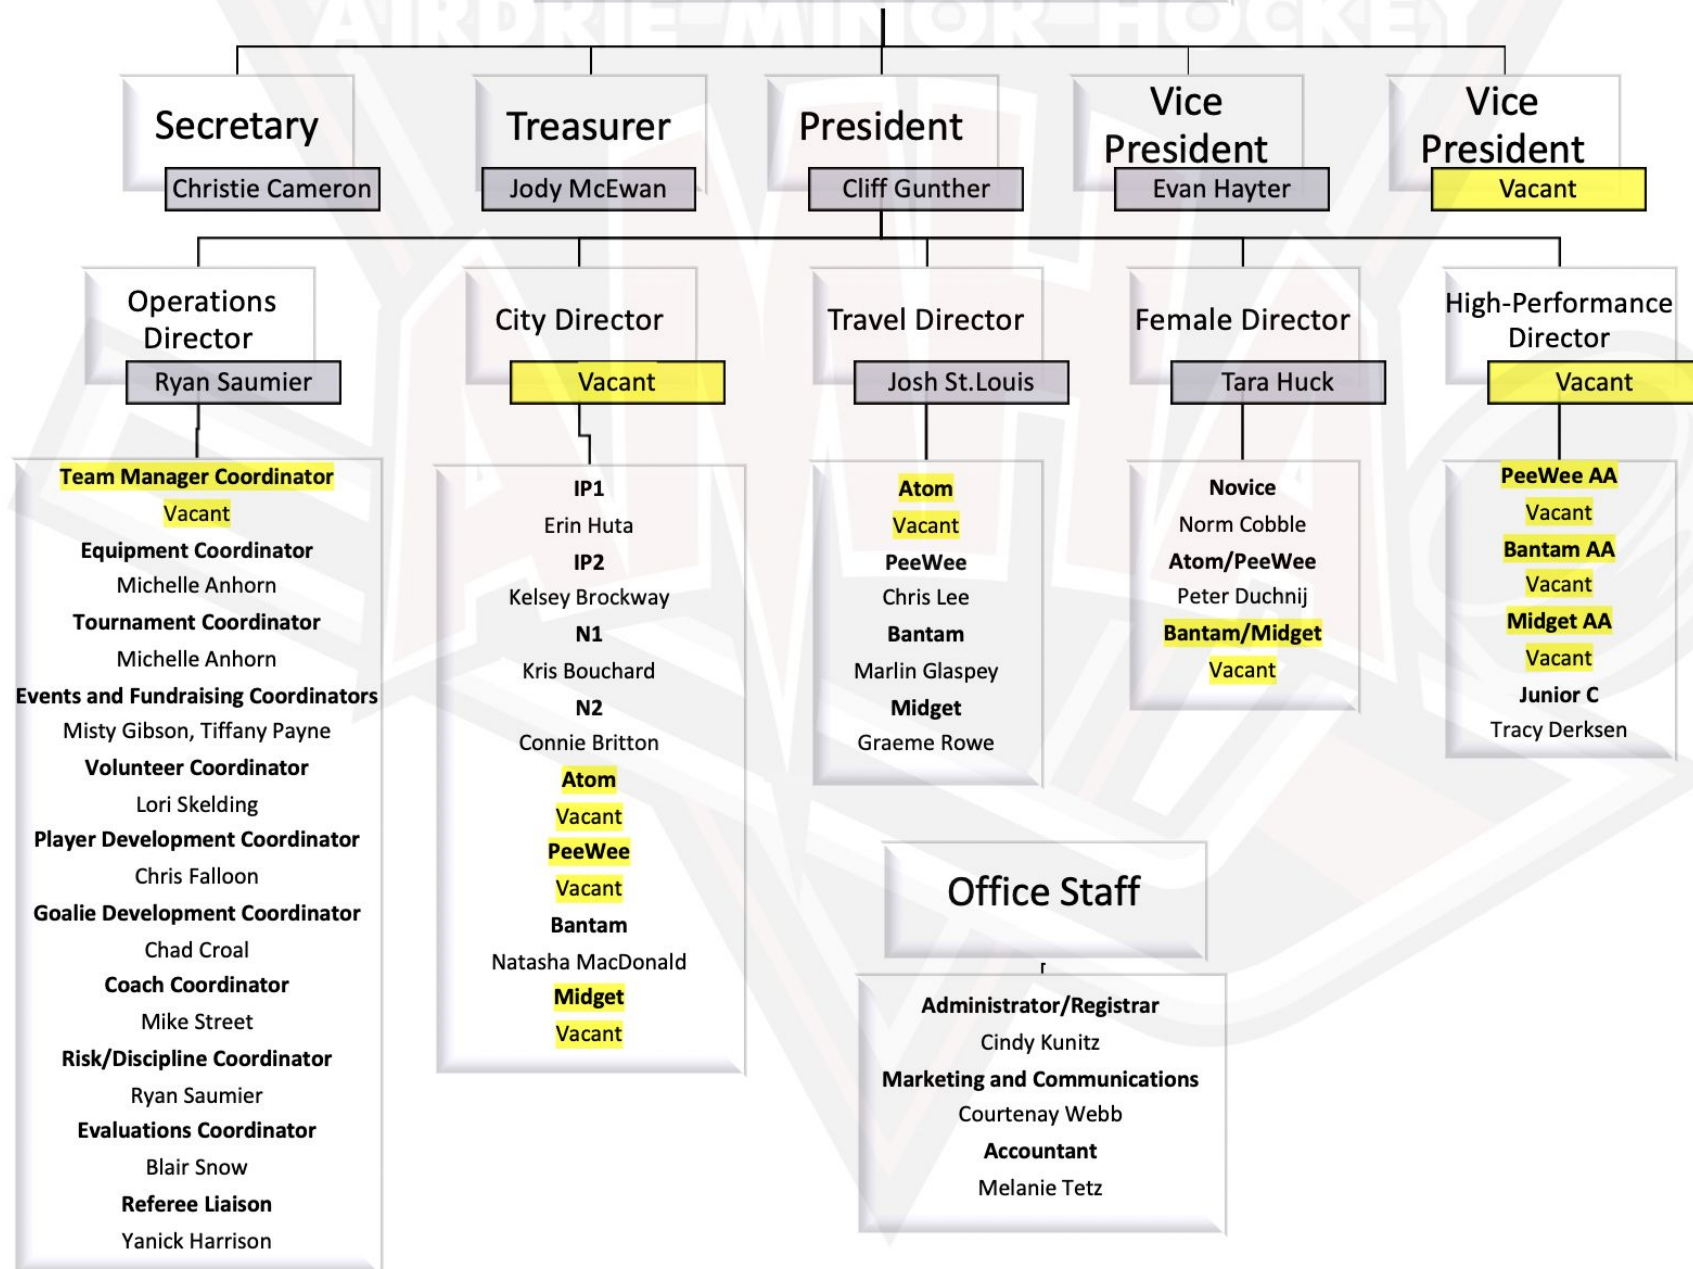 AIRDRIE MINOR HOCKEY
Secretary
Christie Cameron
Treasurer
Jody McEwan
President
Cliff Gunther
Vice
President
Evan Hayter
Vice
President
Vacant
Operations
Director
Ryan Saumier
City Director
Vacant
Travel Director
Josh St.Louis
Female Director
Tara Huck
High-Performance
Director
Vacant
Team Manager Coordinator
Vacant
Equipment Coordinator
Michelle Anhorn
Tournament Coordinator
Michelle Anhorn
Events and Fundraising Coordinators
Misty Gibson, Tiffany Payne
Volunteer Coordinator
Lori Skelding
Player Development Coordinator
Chris Falloon
Goalie Development Coordinator
Chad Croal
Coach Coordinator
Mike Street
Risk/Discipline Coordinator
Ryan Saumier
Evaluations Coordinator
Blair Snow
Referee Liaison
Yanick Harrison
IP1
Erin Huta
IP2
Kelsey Brockway
N1
Kris Bouchard
N2
Connie Britton
Atom
Vacant
PeeWee
Vacant
Bantam
Natasha MacDonald
Midget
Vacant
Atom
Vacant
PeeWee
Chris Lee
Bantam
Marlin Glaspey
Midget
Graeme Rowe
Novice
Norm Cobble
Atom/PeeWee
Peter Duchnij
Bantam/Midget
Vacant
PeeWee AA
Vacant
Bantam AA
Vacant
Midget AA
Vacant
Junior C
Tracy Derksen
Office Staff
Administrator/Registrar
Cindy Kunitz
Marketing and Communications
Courtenay Webb
Accountant
Melanie Tetz
AMHA